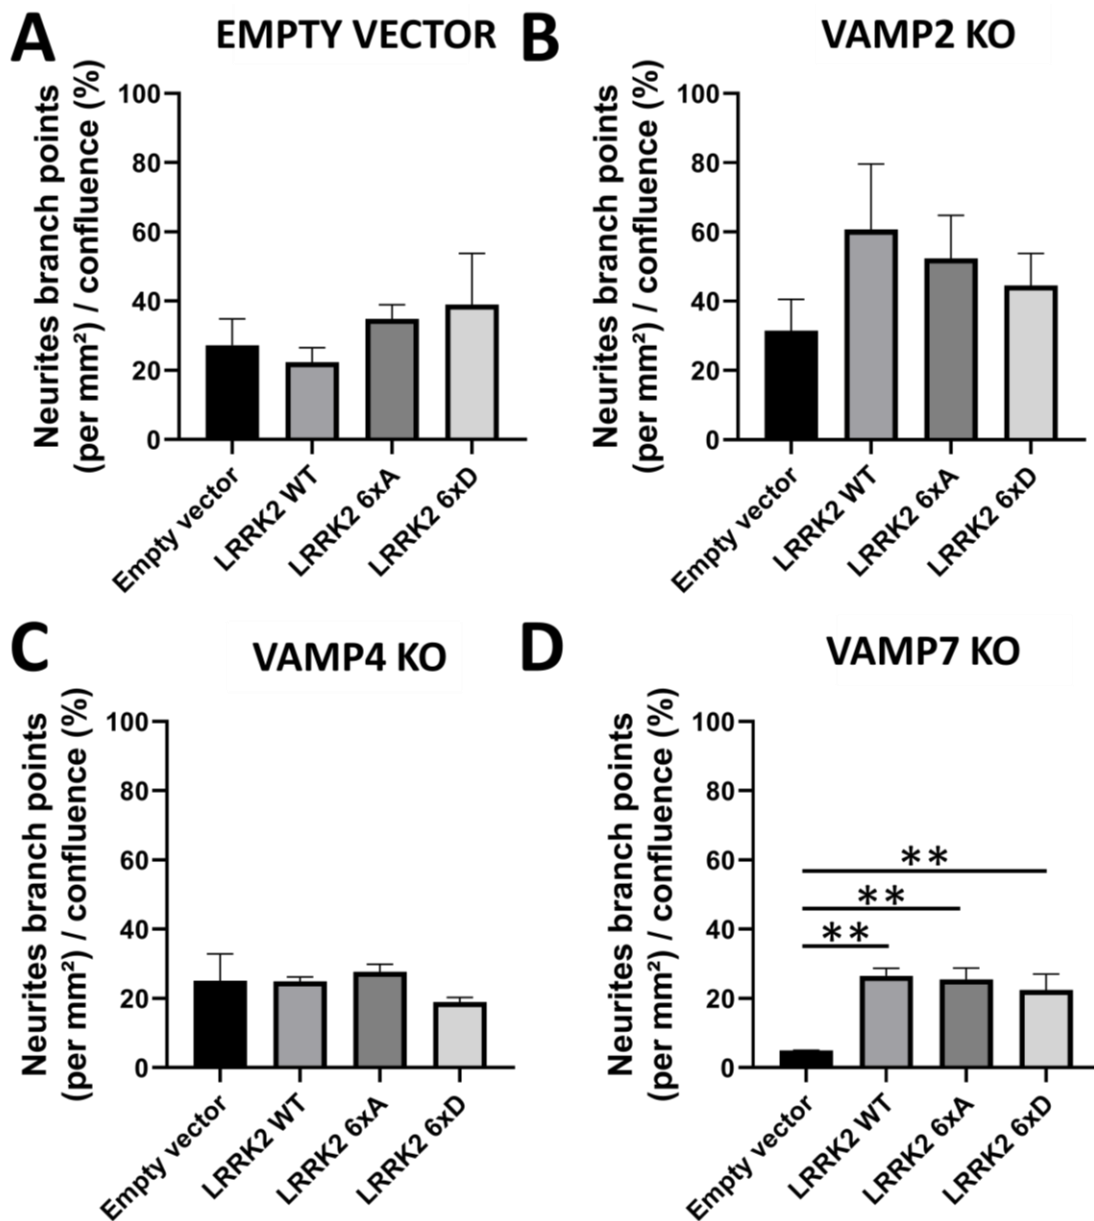 A
EMPTY VECTOR
Neurites branch points
(per mm²) / confluence (%)
100
80
60
40
20
0
Empty vector
LRRK2 WT
LRRK2 6xA
LRRK2 6xD
B
VAMP2 KO
Neurites branch points
(per mm²) / confluence (%)
100
80
60
40
20
0
Empty vector
LRRK2 WT
LRRK2 6xA
LRRK2 6xD
C
VAMP4 KO
Neurites branch points
(per mm²) / confluence (%)
100
80
60
40
20
0
Empty vector
LRRK2 WT
LRRK2 6xA
LRRK2 6xD
D
VAMP7 KO
Neurites branch points
(per mm²) / confluence (%)
100
80
60
40
20
0
**
**
**
Empty vector
LRRK2 WT
LRRK2 6xA
LRRK2 6xD